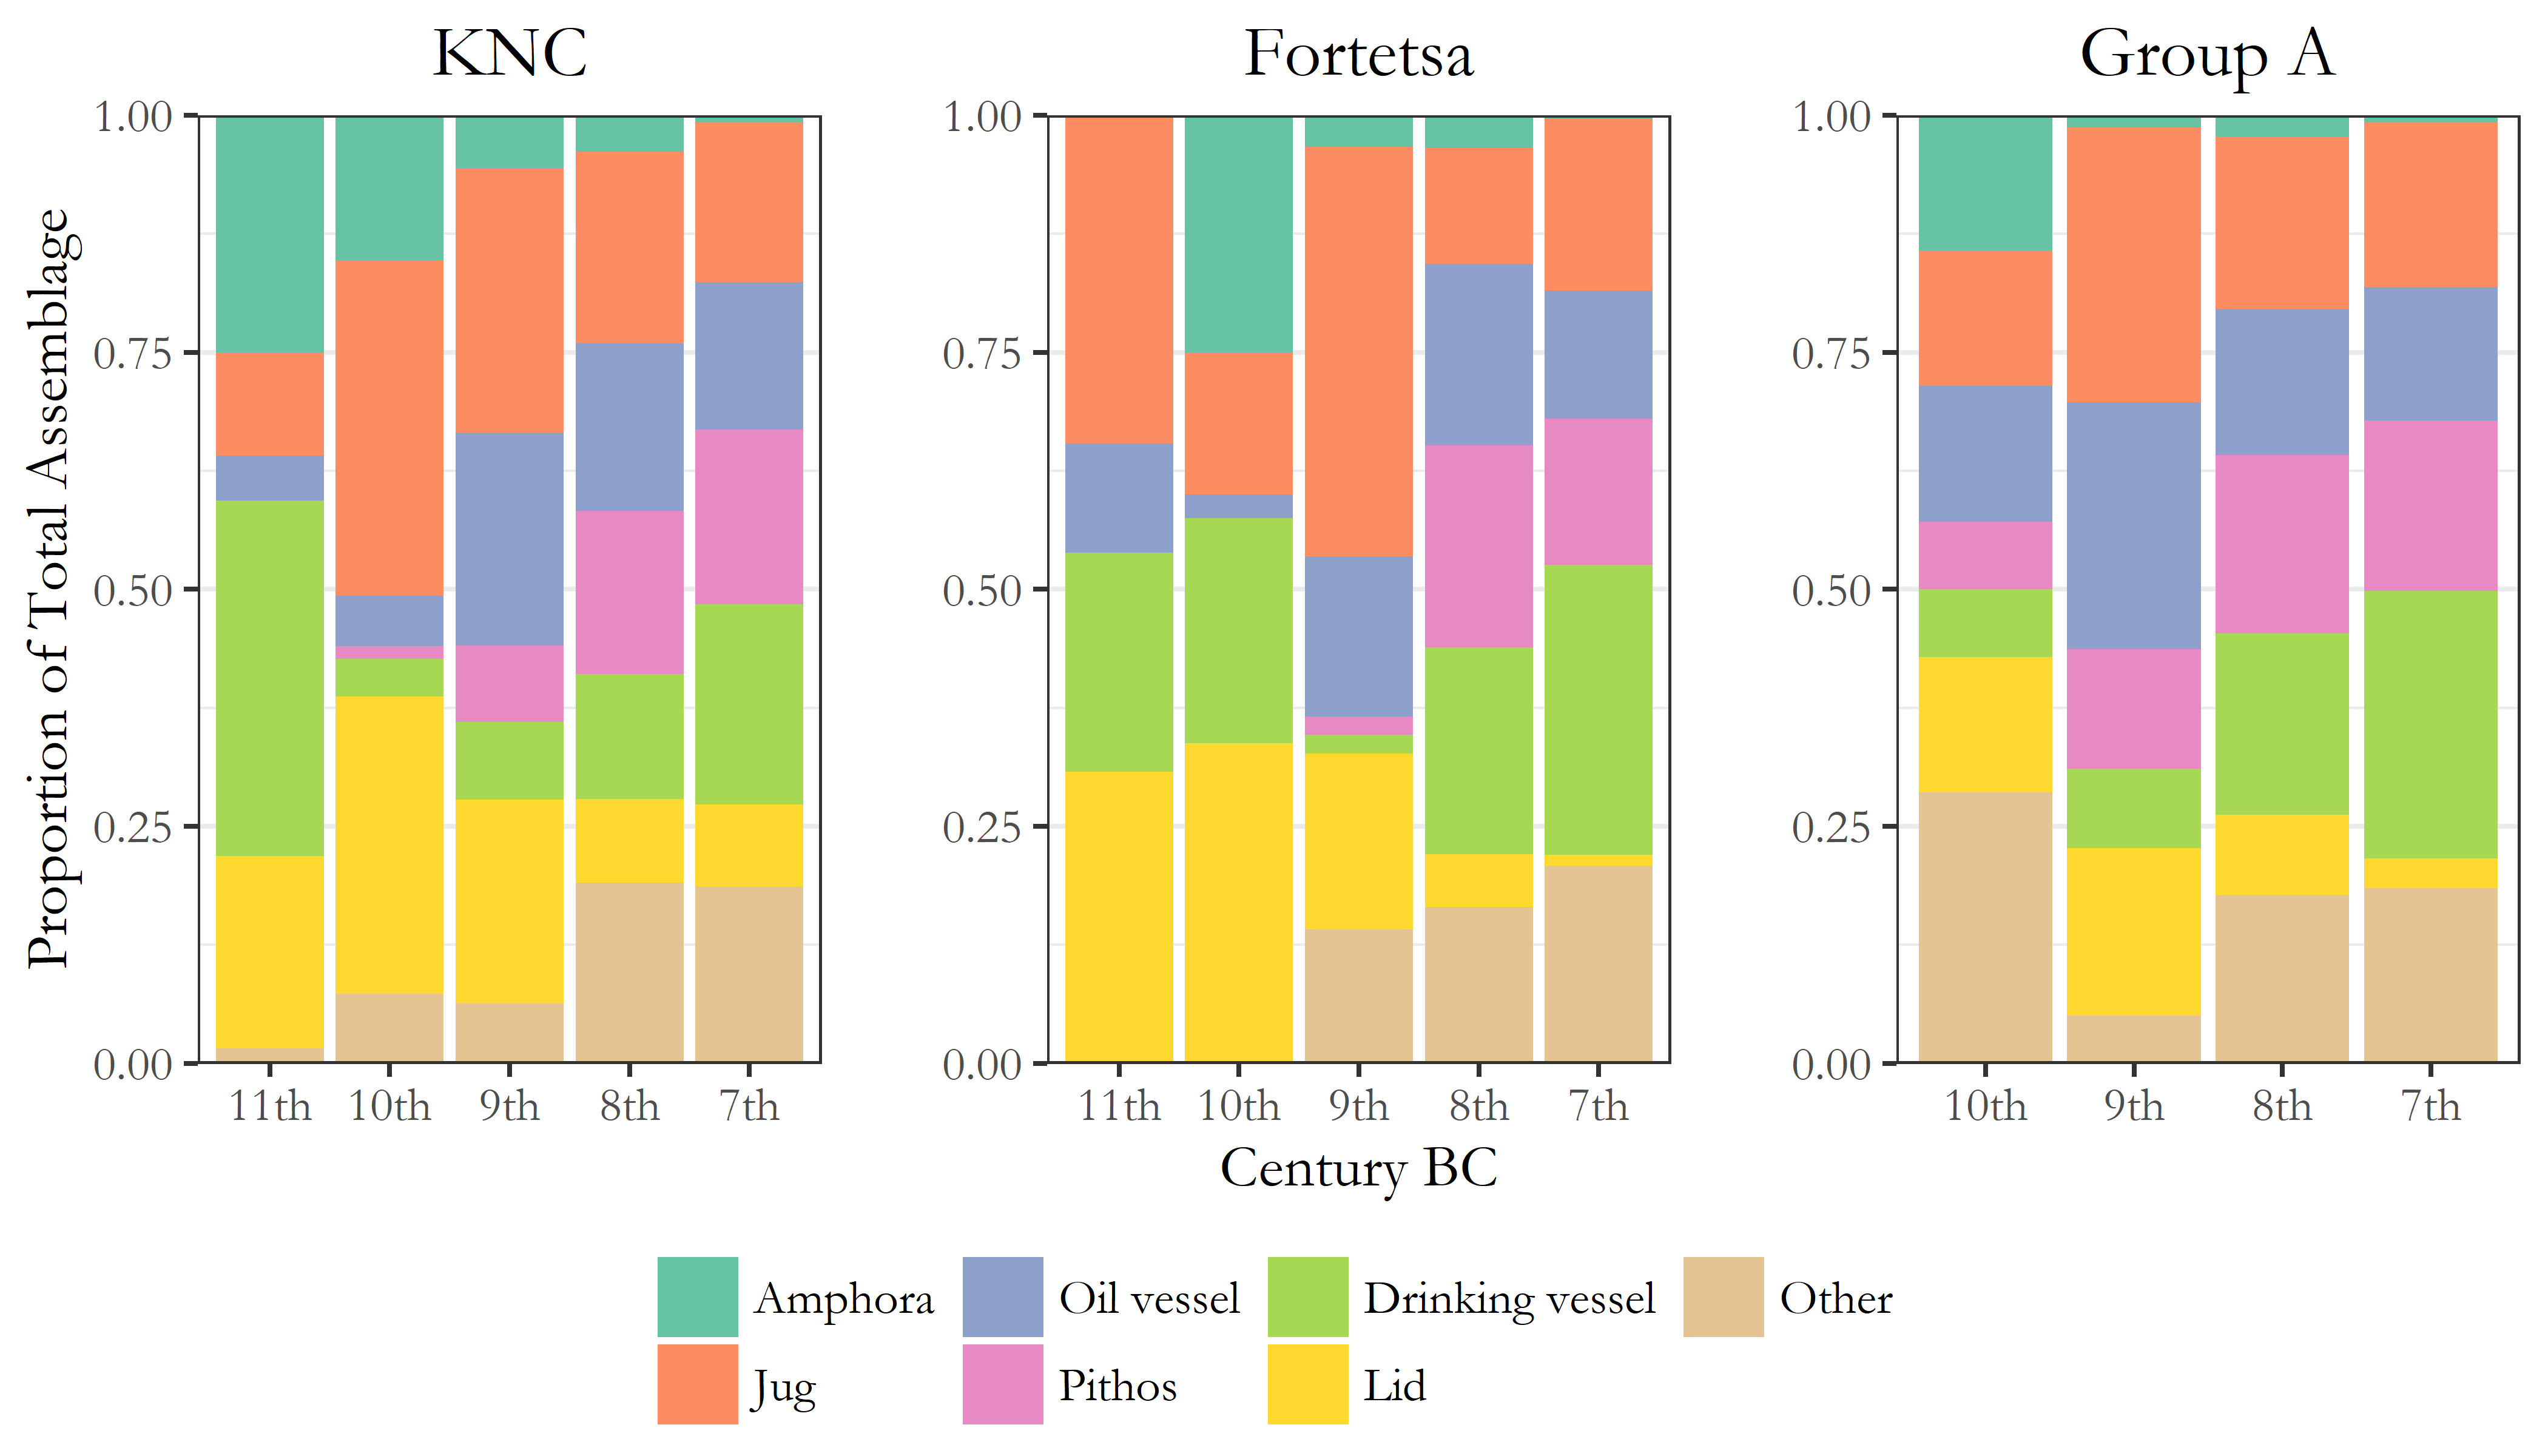 KNC
Fortetsa
Group A
Proportion of Total Assemblage
1.00
0.75
0.50
0.25
0.00
1.00
0.75
0.50
0.25
0.00
1.00
0.75
0.50
0.25
0.00
11th 10th 9th 8th 7th
11th 10th 9th 8th 7th
10th 9th 8th 7th
Century BC
Amphora Oil vessel Drinking vessel Other
Jug Pithos Lid